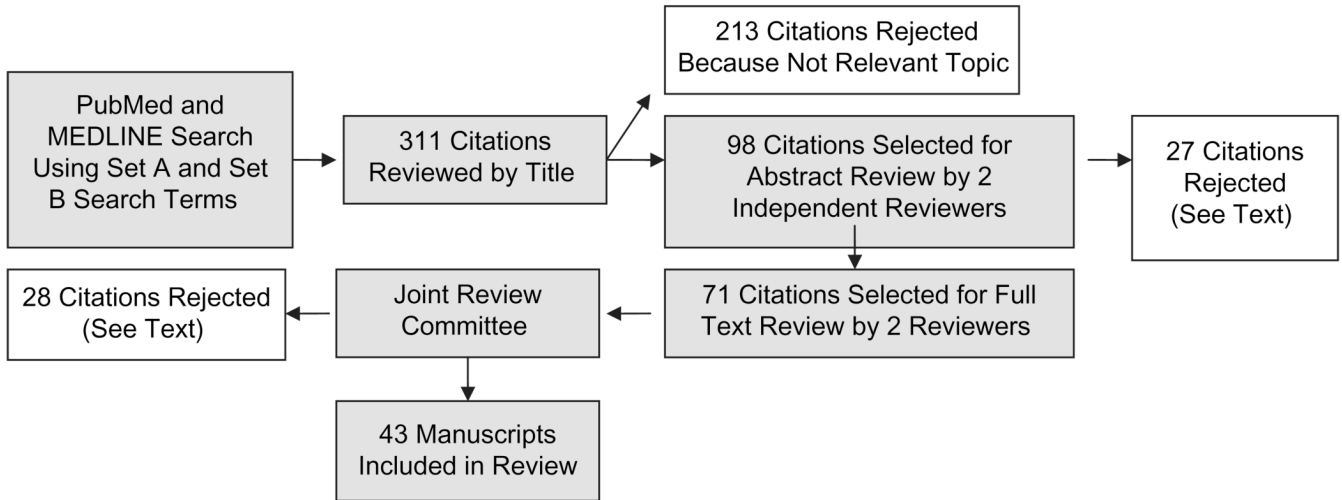 213 Citations Rejected
Because Not Relevant Topic
PubMed and
MEDLINE Search
Using Set A and Set
B Search Terms
311 Citations
Reviewed by Title
98 Citations Selected for
Abstract Review by 2
Independent Reviewers
27 Citations
Rejected
(See Text)
28 Citations Rejected
(See Text)
Joint Review
Committee
71 Citations Selected for Full
Text Review by 2 Reviewers
43 Manuscripts
Included in Review